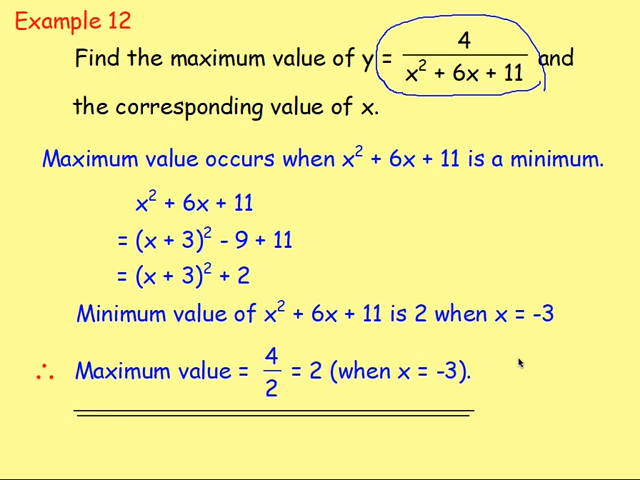 Example 12
Find the maximum value of y = 4 / (x² + 6x + 11) and
the corresponding value of x.
Maximum value occurs when x² + 6x + 11 is a minimum.
x² + 6x + 11
= (x + 3)² - 9 + 11
= (x + 3)² + 2
Minimum value of x² + 6x + 11 is 2 when x = -3
∴ Maximum value = 4/2 = 2 (when x = -3).